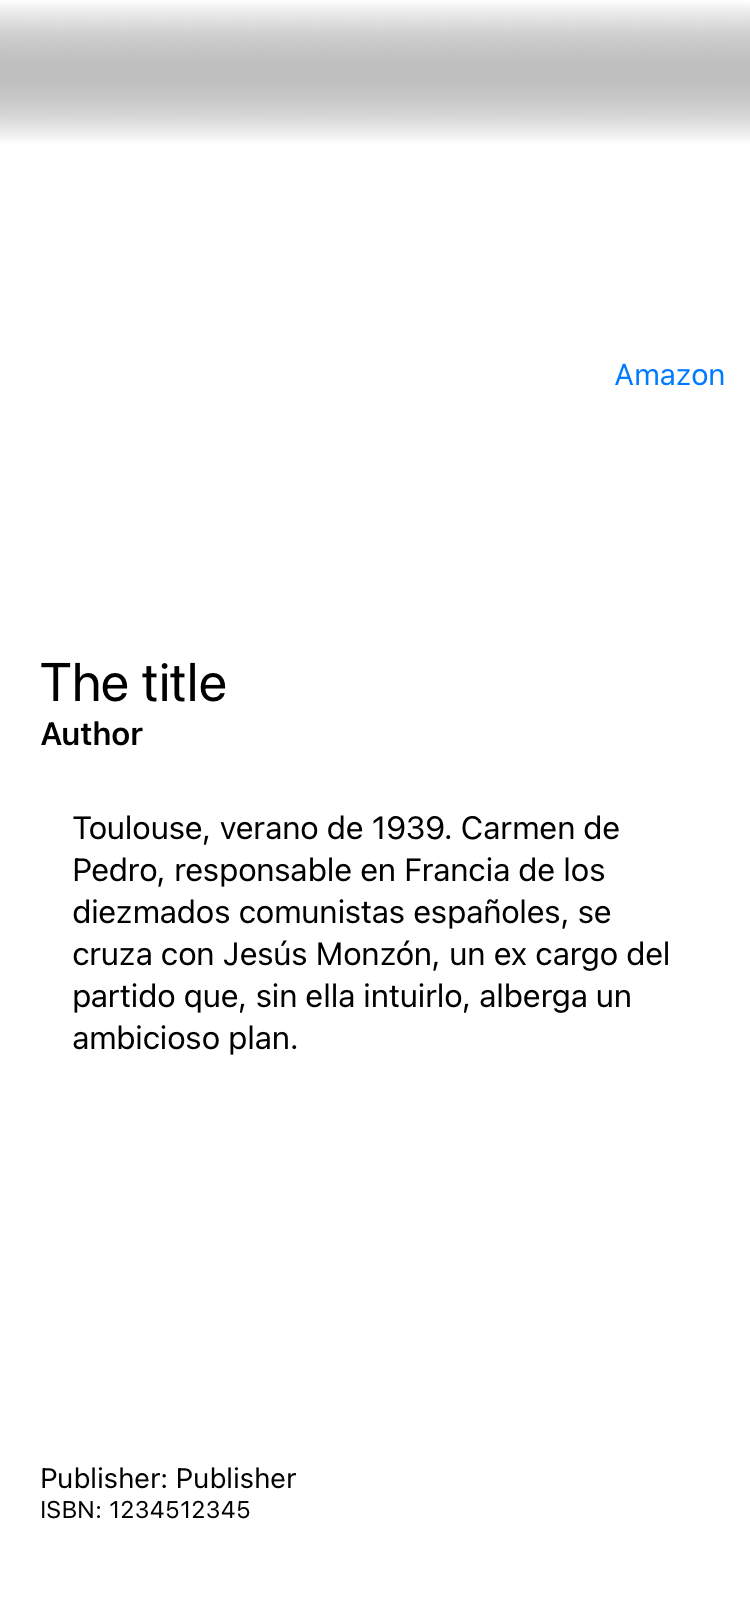 Amazon
The title
Author
Toulouse, verano de 1939. Carmen de
Pedro, responsable en Francia de los
diezmados comunistas españoles, se
cruza con Jesús Monzón, un ex cargo del
partido que, sin ella intuirlo, alberga un
ambicioso plan.
Publisher: Publisher
ISBN: 1234512345